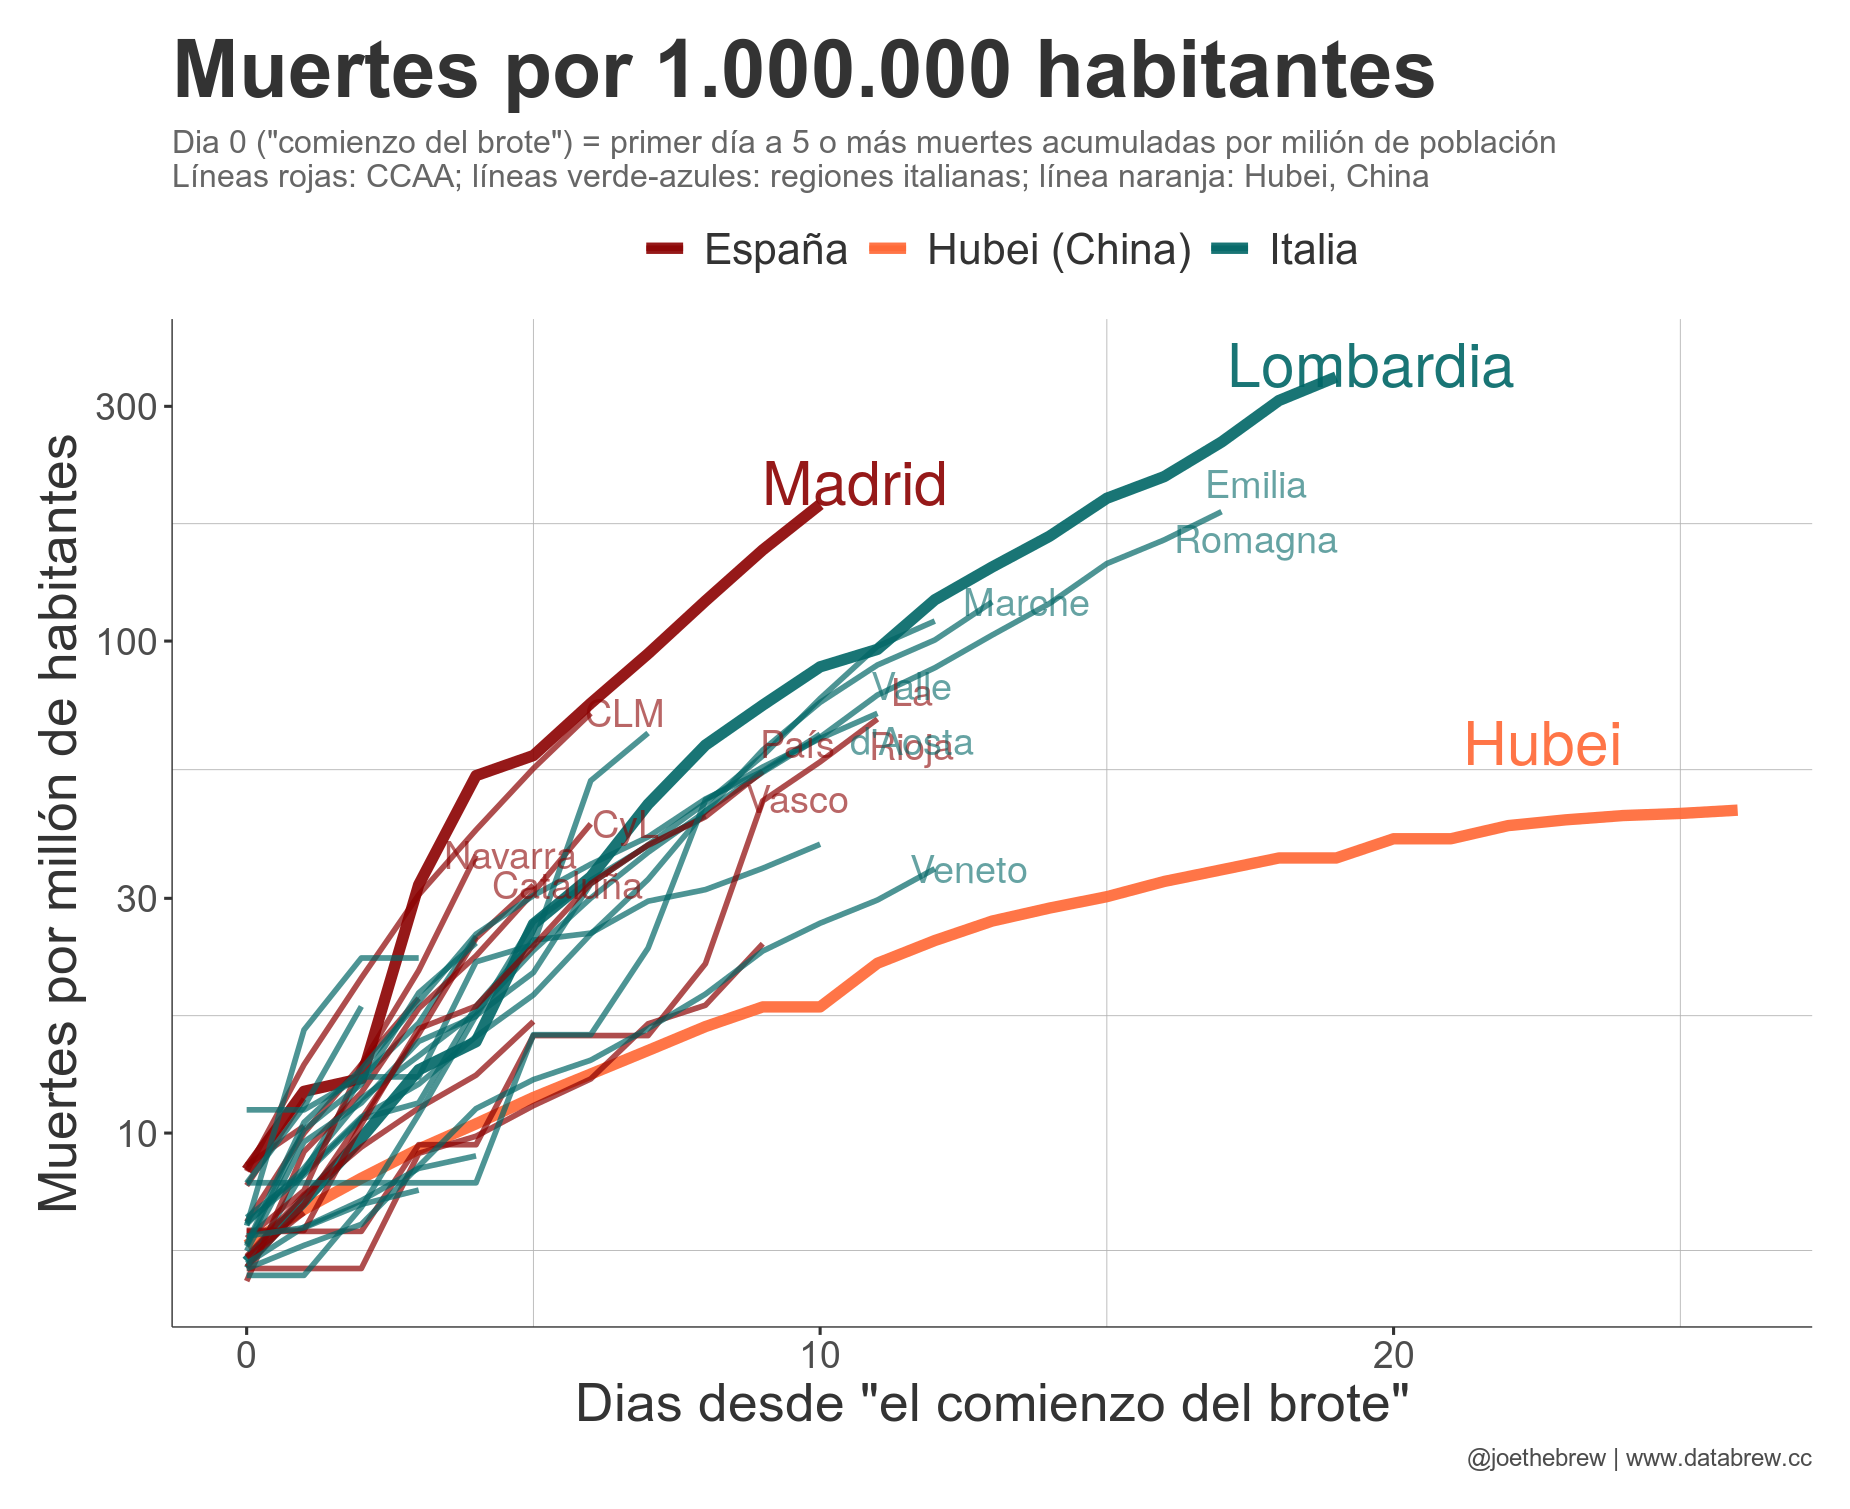 Muertes por 1.000.000 habitantes
Dia 0 ("comienzo del brote") = primer día a 5 o más muertes acumuladas por milión de población
Líneas rojas: CCAA; líneas verde-azules: regiones italianas; línea naranja: Hubei, China
España
Hubei (China)
Italia
Muertes por millón de habitantes
300
100
30
10
Lombardia
Madrid
Emilia
Romagna
Marche
Valle
d'Aosta
La
Rioja
CLM
País
Vasco
Hubei
CyL
Navarra
Cataluña
Veneto
0
10
20
Dias desde "el comienzo del brote"
@joethebrew | www.databrew.cc